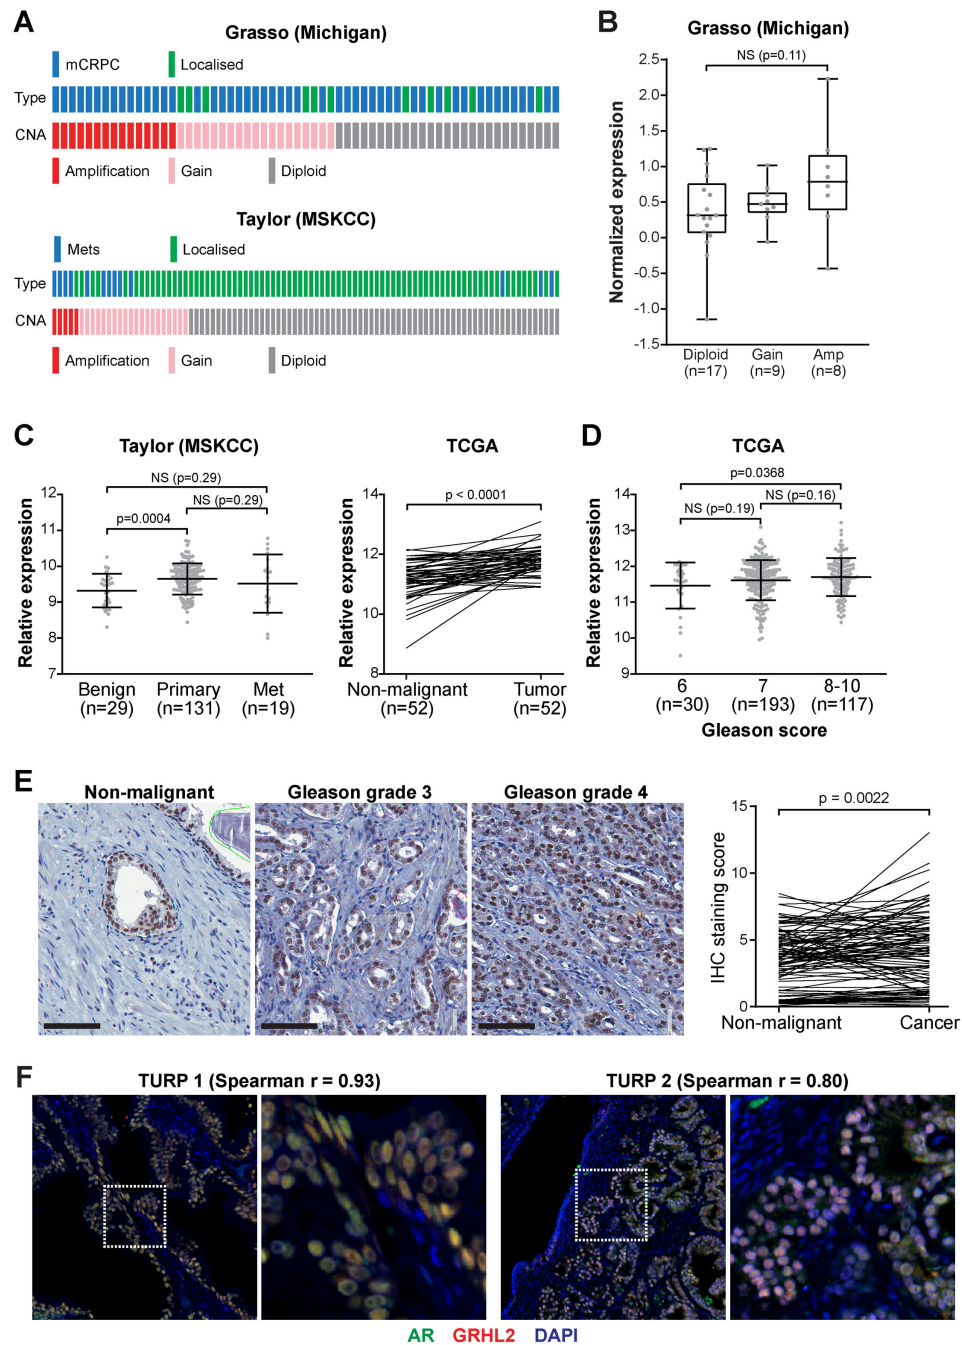 A
Grasso (Michigan)
mCRPC
Localised
Type
CNA
Amplification
Gain
Diploid
Taylor (MSKCC)
Mets
Localised
Type
CNA
Amplification
Gain
Diploid
B
Grasso (Michigan)
NS (p=0.11)
Normalized expression
2.5
2.0
1.5
1.0
0.5
0.0
-0.5
-1.0
-1.5
Diploid Gain Amp
(n=17) (n=9) (n=8)
C
Taylor (MSKCC)
NS (p=0.29)
NS (p=0.29)
p=0.0004
Relative expression
12
11
10
9
8
7
Benign Primary Met
(n=29) (n=131) (n=19)
TCGA
p < 0.0001
Relative expression
14
12
10
8
Non-malignant Tumor
(n=52) (n=52)
D
TCGA
p=0.0368
NS (p=0.16)
NS (p=0.19)
Relative expression
14
13
12
11
10
9
6 7 8-10
(n=30) (n=193) (n=117)
Gleason score
E
Non-malignant
Gleason grade 3
Gleason grade 4
p = 0.0022
IHC staining score
15
10
5
0
Non-malignant Cancer
F
TURP 1 (Spearman r = 0.93)
TURP 2 (Spearman r = 0.80)
AR GRHL2 DAPI